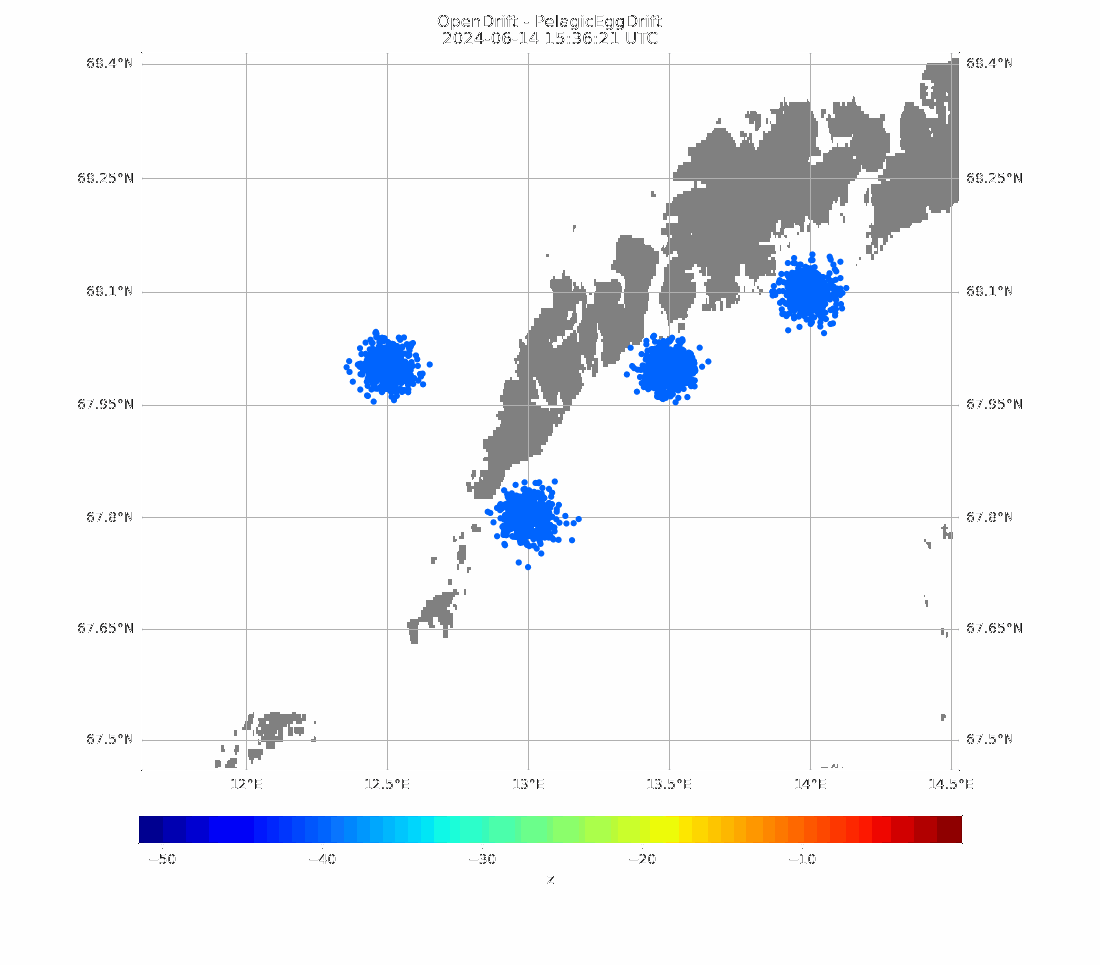 OpenDrift - PelagicEggDrift
2024-06-14 15:36:21 UTC
68.4°N 68.4°N
68.25°N 68.25°N
68.1°N 68.1°N
67.95°N 67.95°N
67.8°N 67.8°N
67.65°N 67.65°N
67.5°N 67.5°N
12°E 12.5°E 13°E 13.5°E 14°E 14.5°E
−50 −40 −30 −20 −10
z